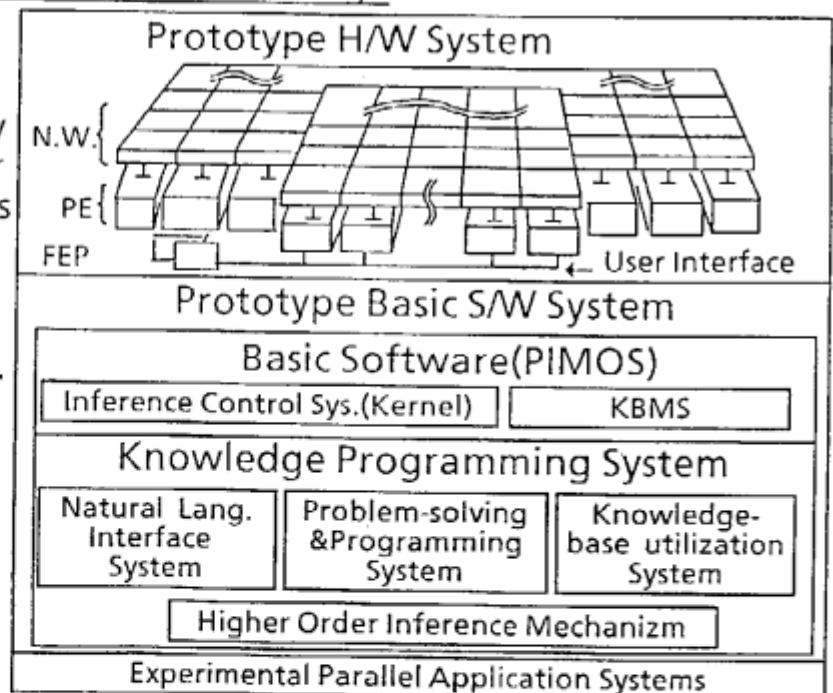 Prototype H/W System
N.W.
PE
FEP
User Interface
Prototype Basic S/W System
Basic Software(PIMOS)
Inference Control Sys.(Kernel)
KBMS
Knowledge Programming System
Natural Lang.
Interface
System
Problem-solving
&Programming
System
Knowledge-
base utilization
System
Higher Order Inference Mechanizm
Experimental Parallel Application Systems